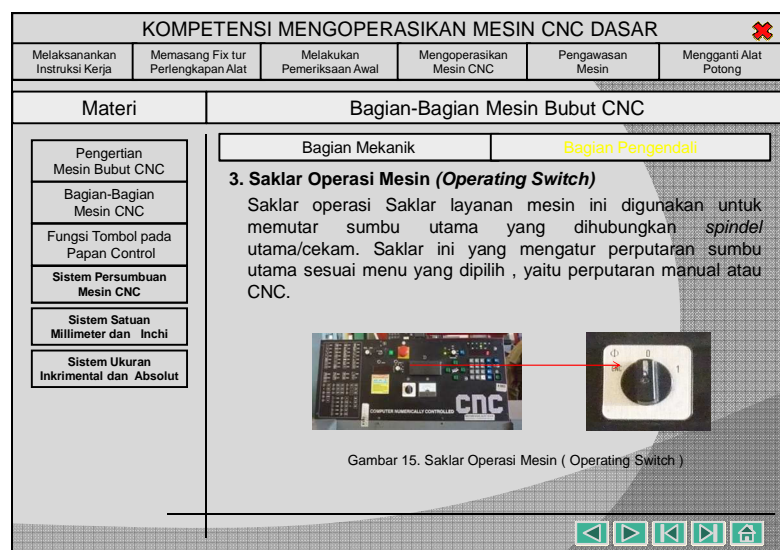 KOMPETENSI MENGOPERASIKAN MESIN CNC DASAR
Melaksanankan
Instruksi Kerja
Memasang Fix tur
Perlengkapan Alat
Melakukan
Pemeriksaan Awal
Mengoperasikan
Mesin CNC
Pengawasan
Mesin
Mengganti Alat
Potong
Materi
Bagian-Bagian Mesin Bubut CNC
Pengertian
Mesin Bubut CNC
Bagian-Bagian
Mesin CNC
Fungsi Tombol pada
Papan Control
Sistem Persumbuan
Mesin CNC
Sistem Satuan
Millimeter dan Inchi
Sistem Ukuran
Inkrimental dan Absolut
Bagian Mekanik
Bagian Pengendali
3. Saklar Operasi Mesin (Operating Switch)
Saklar operasi Saklar layanan mesin ini digunakan untuk
memutar sumbu utama yang dihubungkan spindel
utama/cekam. Saklar ini yang mengatur perputaran sumbu
utama sesuai menu yang dipilih , yaitu perputaran manual atau
CNC.
COMPUTER NUMERICALLY CONTROLLED
cnc
0
1
CNC
Gambar 15. Saklar Operasi Mesin ( Operating Switch )